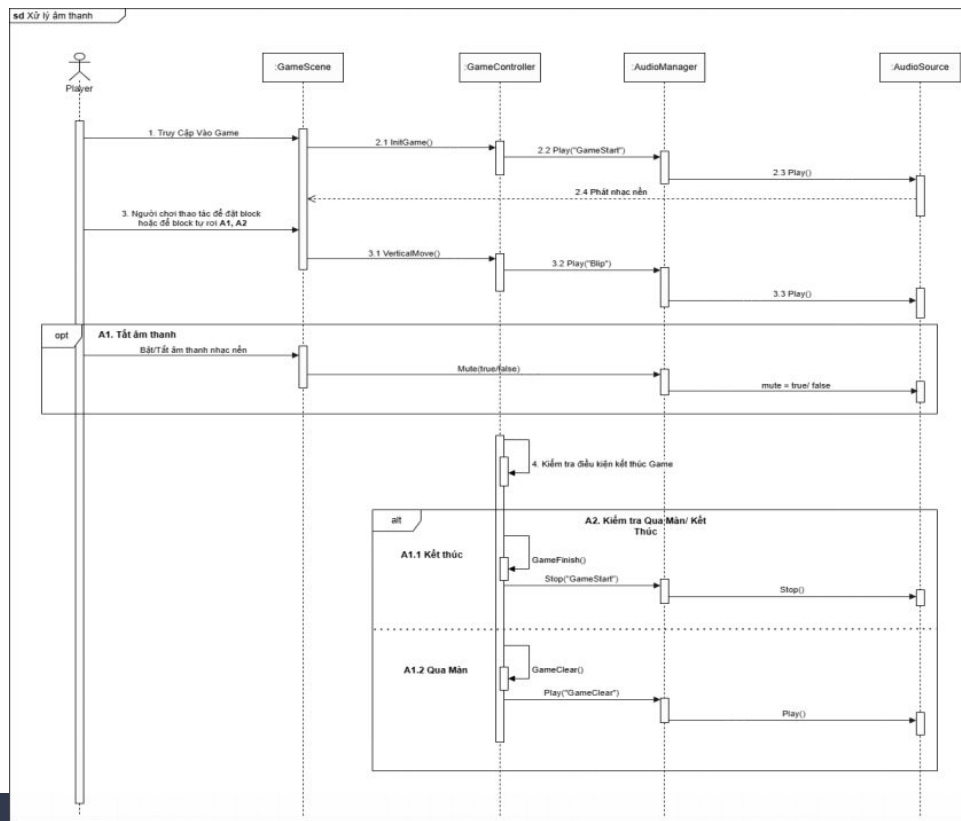 sd Xử lý âm thanh
Player
:GameScene
:GameController
:AudioManager
:AudioSource
1. Truy Cập Vào Game
2.1 InitGame()
2.2 Play("GameStart")
2.3 Play()
2.4 Phát nhạc nền
3. Người chơi thao tác để đặt block
hoặc để block tự rơi A1, A2
3.1 VerticalMove()
3.2 Play("Blip")
3.3 Play()
opt
A1. Tắt âm thanh
Bật/Tắt âm thanh nhạc nền
Mute(true/false)
mute = true/ false
4. Kiểm tra điều kiện kết thúc Game
alt
A2. Kiểm tra Qua Màn/ Kết
Thúc
A1.1 Kết thúc
GameFinish()
Stop("GameStart")
Stop()
A1.2 Qua Màn
GameClear()
Play("GameClear")
Play()